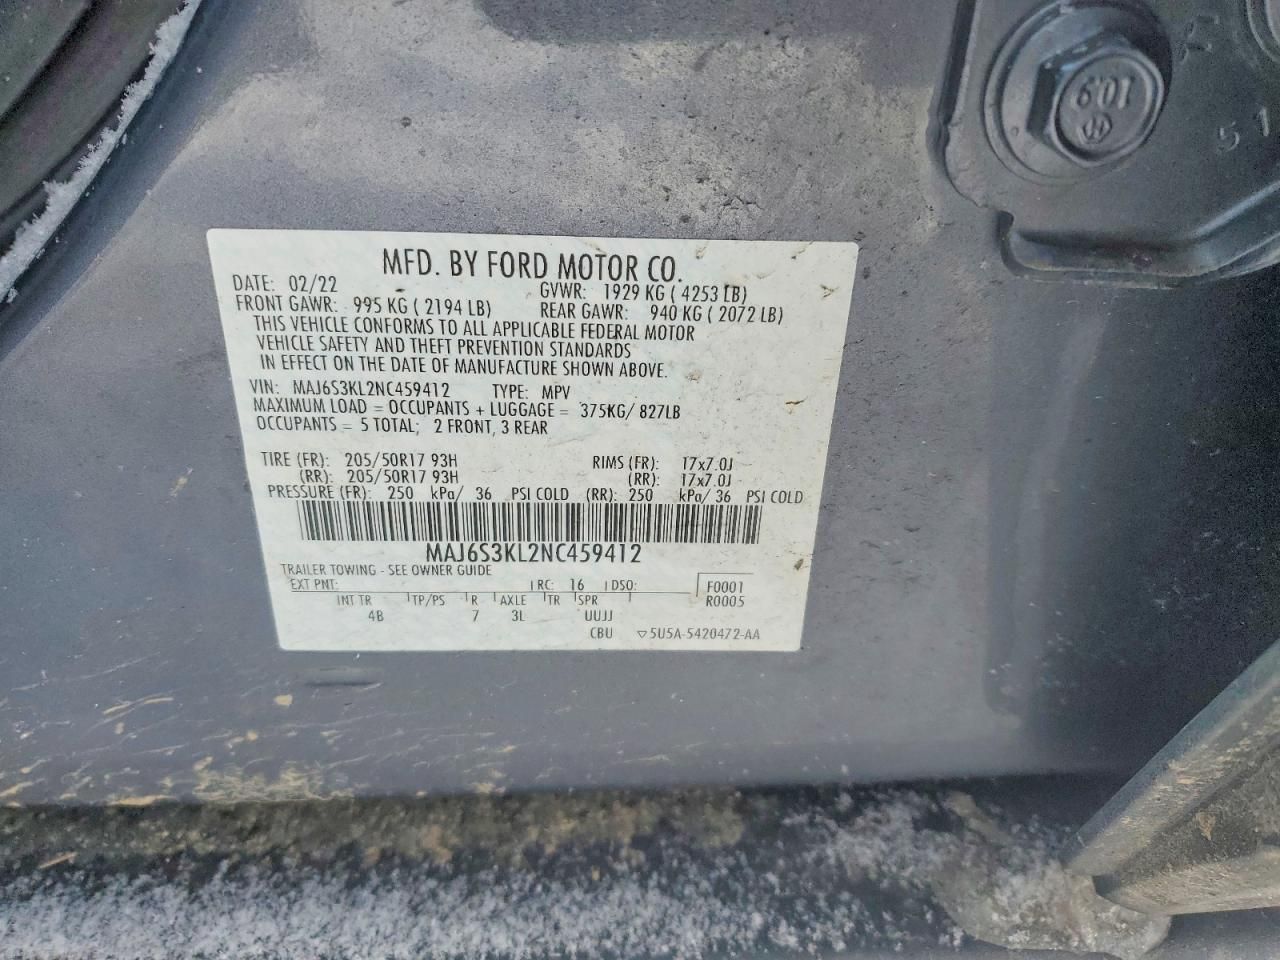 MFD. BY FORD MOTOR CO.
DATE: 02/22 GVWR: 1929 KG ( 4253 LB)
FRONT GAWR: 995 KG ( 2194 LB) REAR GAWR: 940 KG ( 2072 LB)
THIS VEHICLE CONFORMS TO ALL APPLICABLE FEDERAL MOTOR
VEHICLE SAFETY AND THEFT PREVENTION STANDARDS
IN EFFECT ON THE DATE OF MANUFACTURE SHOWN ABOVE.
VIN: MAJ6S3KL2NC459412 TYPE: MPV
MAXIMUM LOAD = OCCUPANTS + LUGGAGE = 375KG/ 827LB
OCCUPANTS = 5 TOTAL; 2 FRONT, 3 REAR
TIRE (FR): 205/50R17 93H RIMS (FR): 17x7.0J
(RR): 205/50R17 93H (RR): 17x7.0J
PRESSURE (FR): 250 kPa/ 36 PSI COLD (RR): 250 kPa/ 36 PSI COLD
MAJ6S3KL2NC459412
TRAILER TOWING - SEE OWNER GUIDE
EXT PNT: RC: 16 DSO: F0001
INT TR TP/PS R AXLE TR SPR R0005
4B 7 3L UUJJ
CBU ▽5U5A-5420472-AA
10.9
51